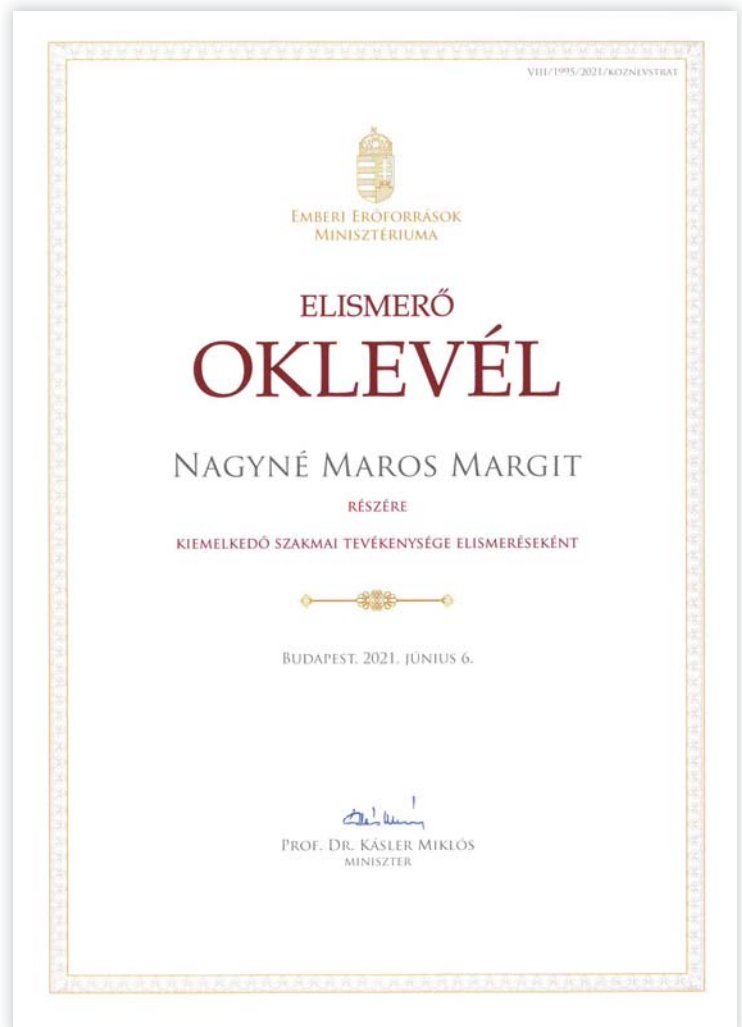 VIII/1995/2021/KOZNEVSTRAT
EMBERI ERŐFORRÁSOK
MINISZTÉRIUMA
ELISMERŐ
OKLEVÉL
NAGYNÉ MAROS MARGIT
RÉSZÉRE
KIEMELKEDŐ SZAKMAI TEVÉKENYSÉGE ELISMERÉSEKÉNT
BUDAPEST. 2021. JÚNIUS 6.
PROF. DR. KÁSLER MIKLÓS
MINISZTER